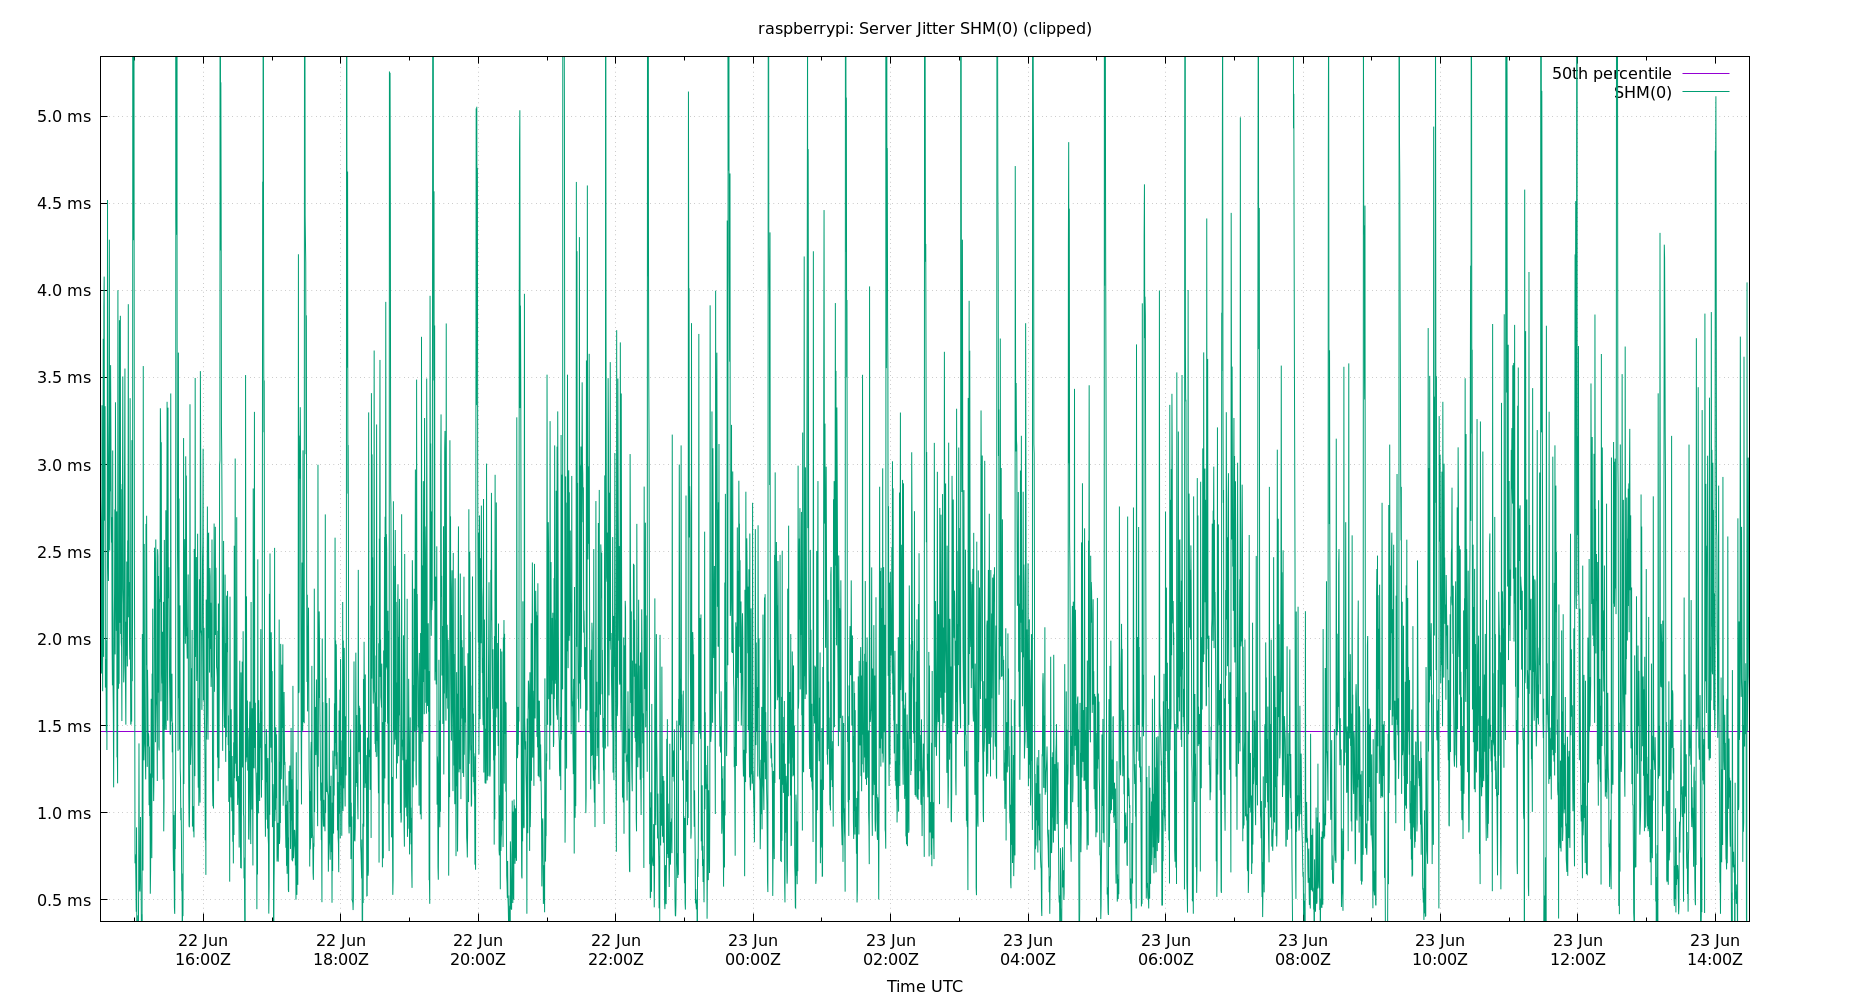 raspberrypi: Server Jitter SHM(0) (clipped)
50th percentile
SHM(0)
5.0 ms
4.5 ms
4.0 ms
3.5 ms
3.0 ms
2.5 ms
2.0 ms
1.5 ms
1.0 ms
0.5 ms
22 Jun 22 Jun 22 Jun 22 Jun 23 Jun 23 Jun 23 Jun 23 Jun 23 Jun 23 Jun 23 Jun 23 Jun
16:00Z 18:00Z 20:00Z 22:00Z 00:00Z 02:00Z 04:00Z 06:00Z 08:00Z 10:00Z 12:00Z 14:00Z
Time UTC